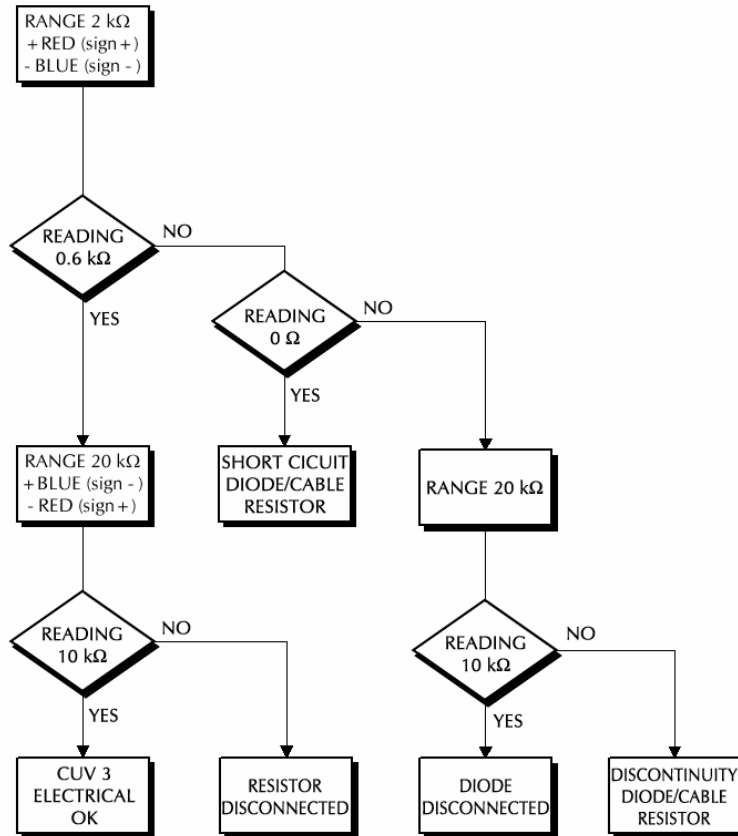 RANGE 2 kΩ
+ RED (sign +)
- BLUE (sign - )
READING
0.6 kΩ
NO
YES
READING
0 Ω
NO
YES
RANGE 20 kΩ
+ BLUE (sign -)
- RED (sign +)
SHORT CICUIT
DIODE/CABLE
RESISTOR
RANGE 20 kΩ
READING
10 kΩ
NO
YES
READING
10 kΩ
NO
YES
CUV 3
ELECTRICAL
OK
RESISTOR
DISCONNECTED
DIODE
DISCONNECTED
DISCONTINUITY
DIODE/CABLE
RESISTOR